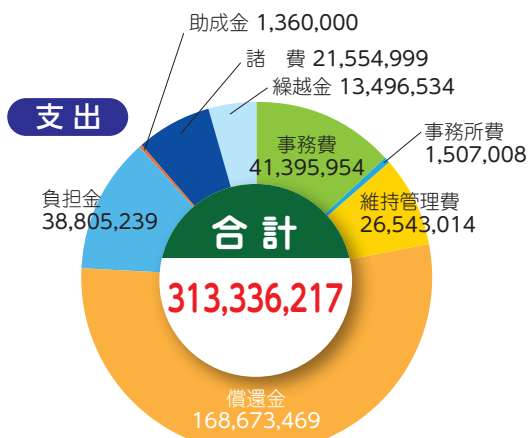 支出
助成金 1,360,000
諸　費 21,554,999
繰越金 13,496,534
事務費
41,395,954
事務所費
1,507,008
維持管理費
26,543,014
負担金
38,805,239
合計
313,336,217
償還金
168,673,469